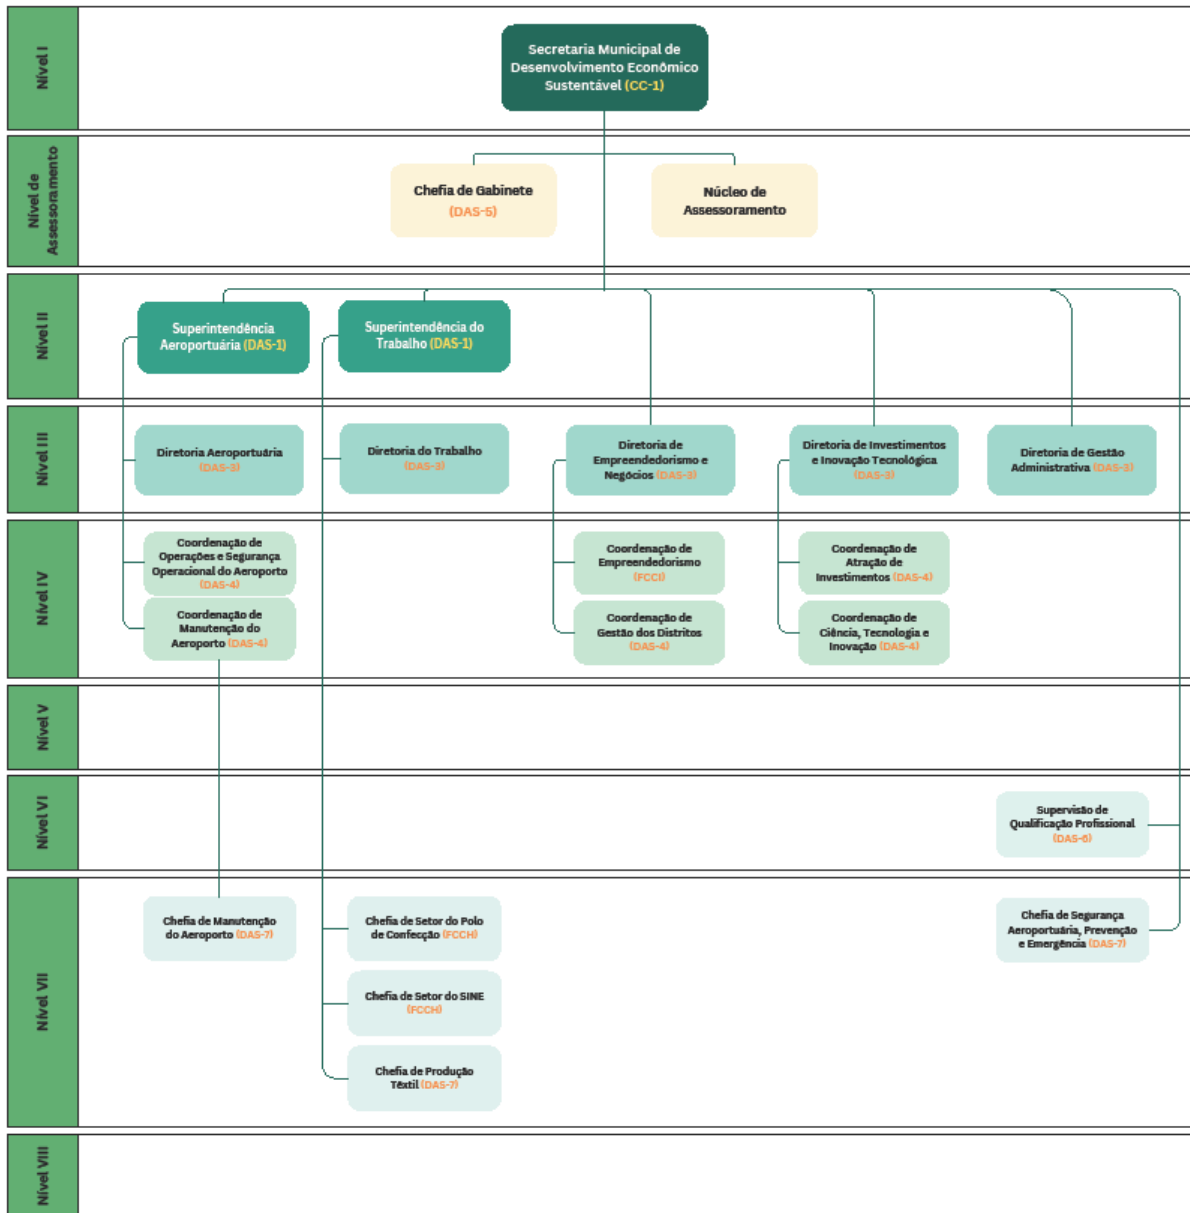 Nível I
Secretaria Municipal de
Desenvolvimento Econômico
Sustentável (CC-1)
Nível de
Assessoramento
Chefia de Gabinete
(DAS-5)
Núcleo de
Assessoramento
Nível II
Superintendência
Aeroportuária (DAS-1)
Superintendência do
Trabalho (DAS-1)
Nível III
Diretoria Aeroportuária
(DAS-3)
Diretoria do Trabalho
(DAS-3)
Diretoria de
Empreendedorismo e
Negócios (DAS-3)
Diretoria de Investimentos
e Inovação Tecnológica
(DAS-3)
Diretoria de Gestão
Administrativa (DAS-3)
Nível IV
Coordenação de
Operações e Segurança
Operacional do Aeroporto
(DAS-4)
Coordenação de
Manutenção do
Aeroporto (DAS-4)
Coordenação de
Empreendedorismo
(FCCI)
Coordenação de
Gestão dos Distritos
(DAS-4)
Coordenação de
Atração de
Investimentos (DAS-4)
Coordenação de
Ciência, Tecnologia e
Inovação (DAS-4)
Nível V
Nível VI
Supervisão de
Qualificação Profissional
(DAS-6)
Nível VII
Chefia de Manutenção
do Aeroporto (DAS-7)
Chefia de Setor do Polo
de Confecção (FCCH)
Chefia de Setor do SINE
(FCCH)
Chefia de Produção
Têxtil (DAS-7)
Chefia de Segurança
Aeroportuária, Prevenção
e Emergência (DAS-7)
Nível VIII